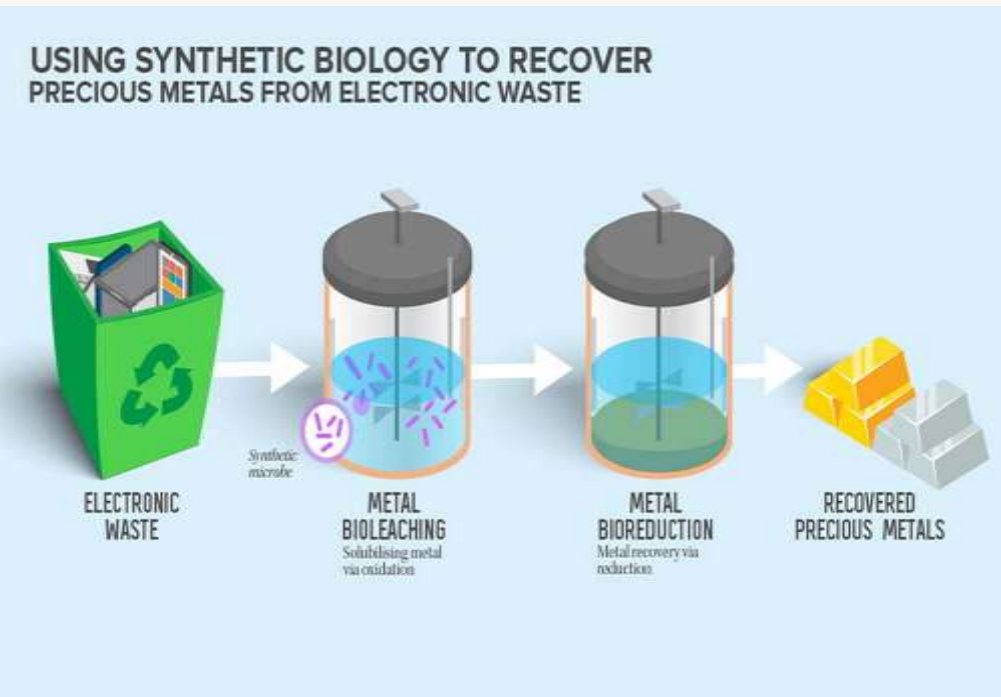 USING SYNTHETIC BIOLOGY TO RECOVER
PRECIOUS METALS FROM ELECTRONIC WASTE
Synthetic
microbe
ELECTRONIC
WASTE
METAL
BIOLEACHING
Solubilising metal
via oxidation
METAL
BIOREDUCTION
Metal recovery via
reduction
RECOVERED
PRECIOUS METALS